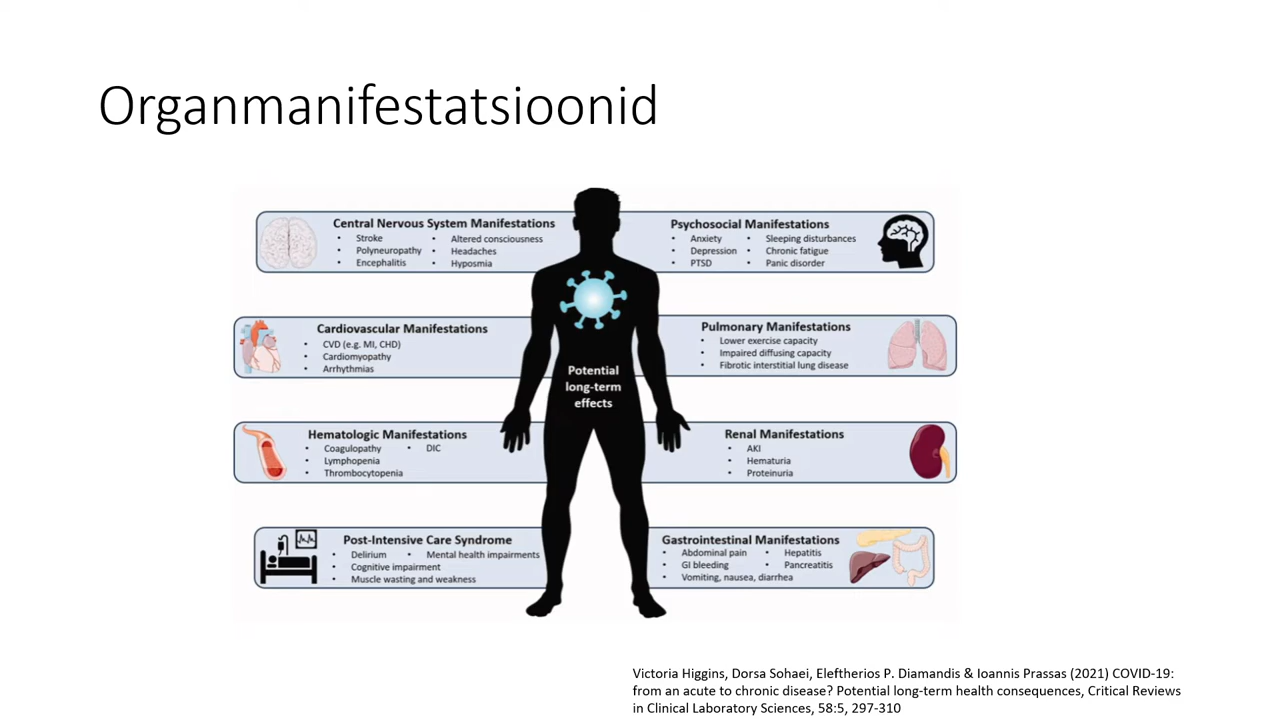 Organmanifestatsioonid
Central Nervous System Manifestations
• Stroke
• Polyneuropathy
• Encephalitis
• Altered consciousness
• Headaches
• Hyposmia
Psychosocial Manifestations
• Anxiety
• Depression
• PTSD
• Sleeping disturbances
• Chronic fatigue
• Panic disorder
Cardiovascular Manifestations
• CVD (e.g. MI, CHD)
• Cardiomyopathy
• Arrhythmias
Pulmonary Manifestations
• Lower exercise capacity
• Impaired diffusing capacity
• Fibrotic interstitial lung disease
Potential
long-term
effects
Hematologic Manifestations
• Coagulopathy
• Lymphopenia
• Thrombocytopenia
• DIC
Renal Manifestations
• AKI
• Hematuria
• Proteinuria
Post-Intensive Care Syndrome
• Delirium
• Mental health impairments
• Cognitive impairment
• Muscle wasting and weakness
Gastrointestinal Manifestations
• Abdominal pain
• GI bleeding
• Vomiting, nausea, diarrhea
• Hepatitis
• Pancreatitis
Victoria Higgins, Dorsa Sohaei, Eleftherios P. Diamandis & Ioannis Prassas (2021) COVID-19:
from an acute to chronic disease? Potential long-term health consequences, Critical Reviews
in Clinical Laboratory Sciences, 58:5, 297-310